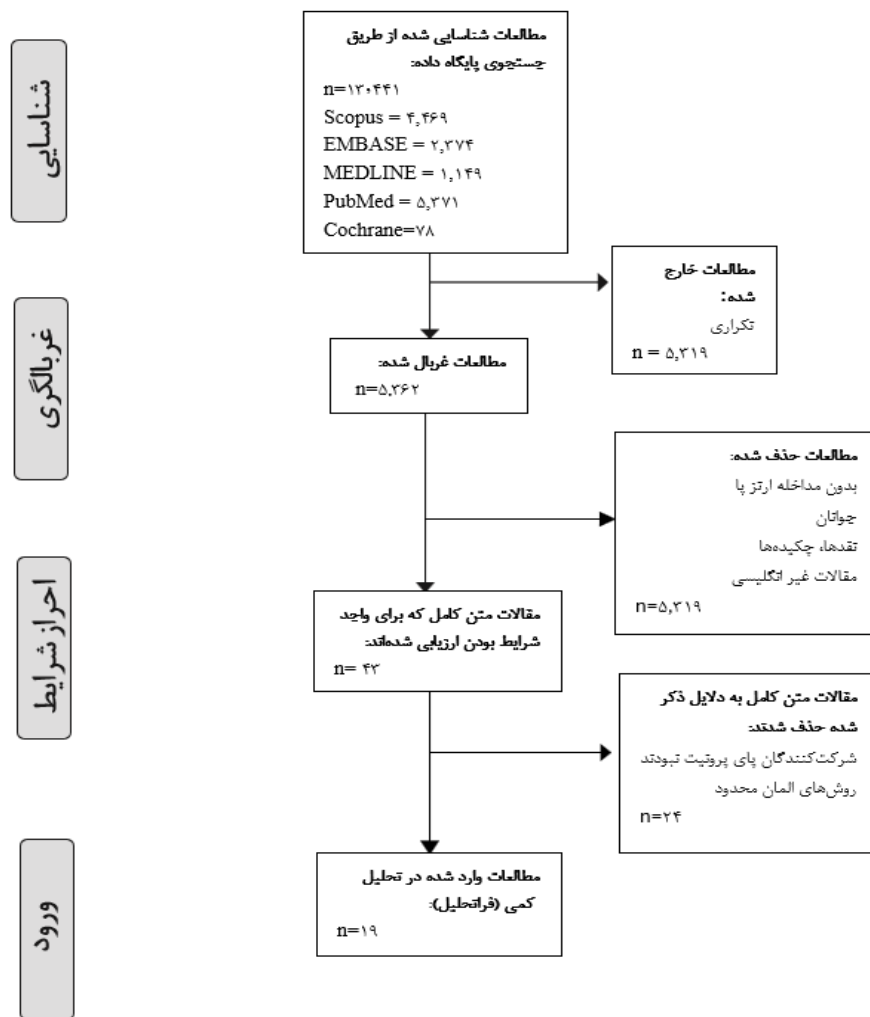 شناسایی
مطالعات شناسایی شده از طریق
جستجوی پایگاه داده:
n=۱۳۰۴۴۱
Scopus = ۴,۴۶۹
EMBASE = ۲,۳۷۴
MEDLINE = ۱,۱۴۹
PubMed = ۵,۳۷۱
Cochrane=۷۸
مطالعات خارج
شده:
تکراری
n = ۵,۳۱۹
غربالگری
مطالعات غربال شده:
n=۵,۳۶۲
مطالعات حذف شده:
بدون مداخله ارتز پا
جوانان
نقدها، چکیده‌ها
مقالات غیر انگلیسی
n=۵,۳۱۹
احراز شرایط
مقالات متن کامل که برای واجد
شرایط بودن ارزیابی شده‌اند:
n= ۴۳
مقالات متن کامل به دلایل ذکر
شده حذف شدند:
شرکت‌کنندگان پای پرونیت نبودند
روش‌های المان محدود
n=۲۴
ورود
مطالعات وارد شده در تحلیل
کمی (فراتحلیل):
n=۱۹